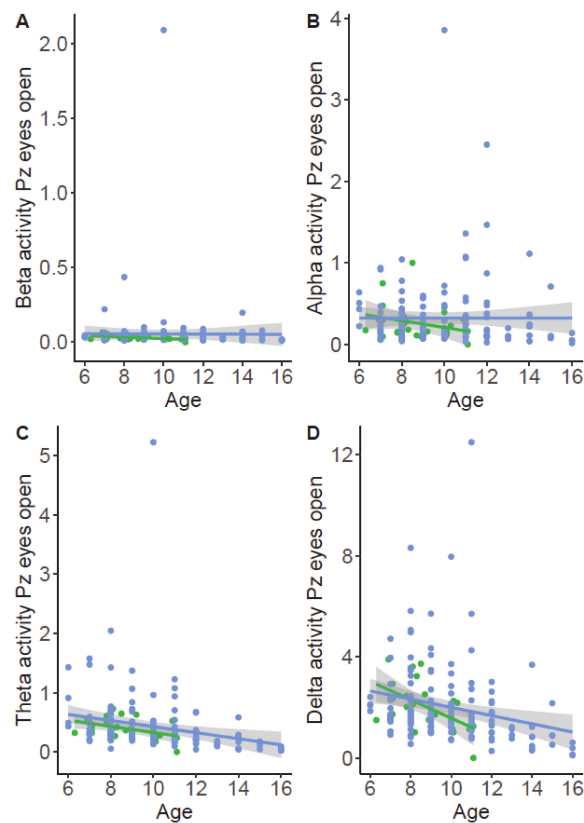 A
Beta activity Pz eyes open
2.0
1.5
1.0
0.5
0.0
6 8 10 12 14 16
Age
B
Alpha activity Pz eyes open
4
3
2
1
0
6 8 10 12 14 16
Age
C
Theta activity Pz eyes open
5
4
3
2
1
0
6 8 10 12 14 16
Age
D
Delta activity Pz eyes open
12
8
4
0
6 8 10 12 14 16
Age